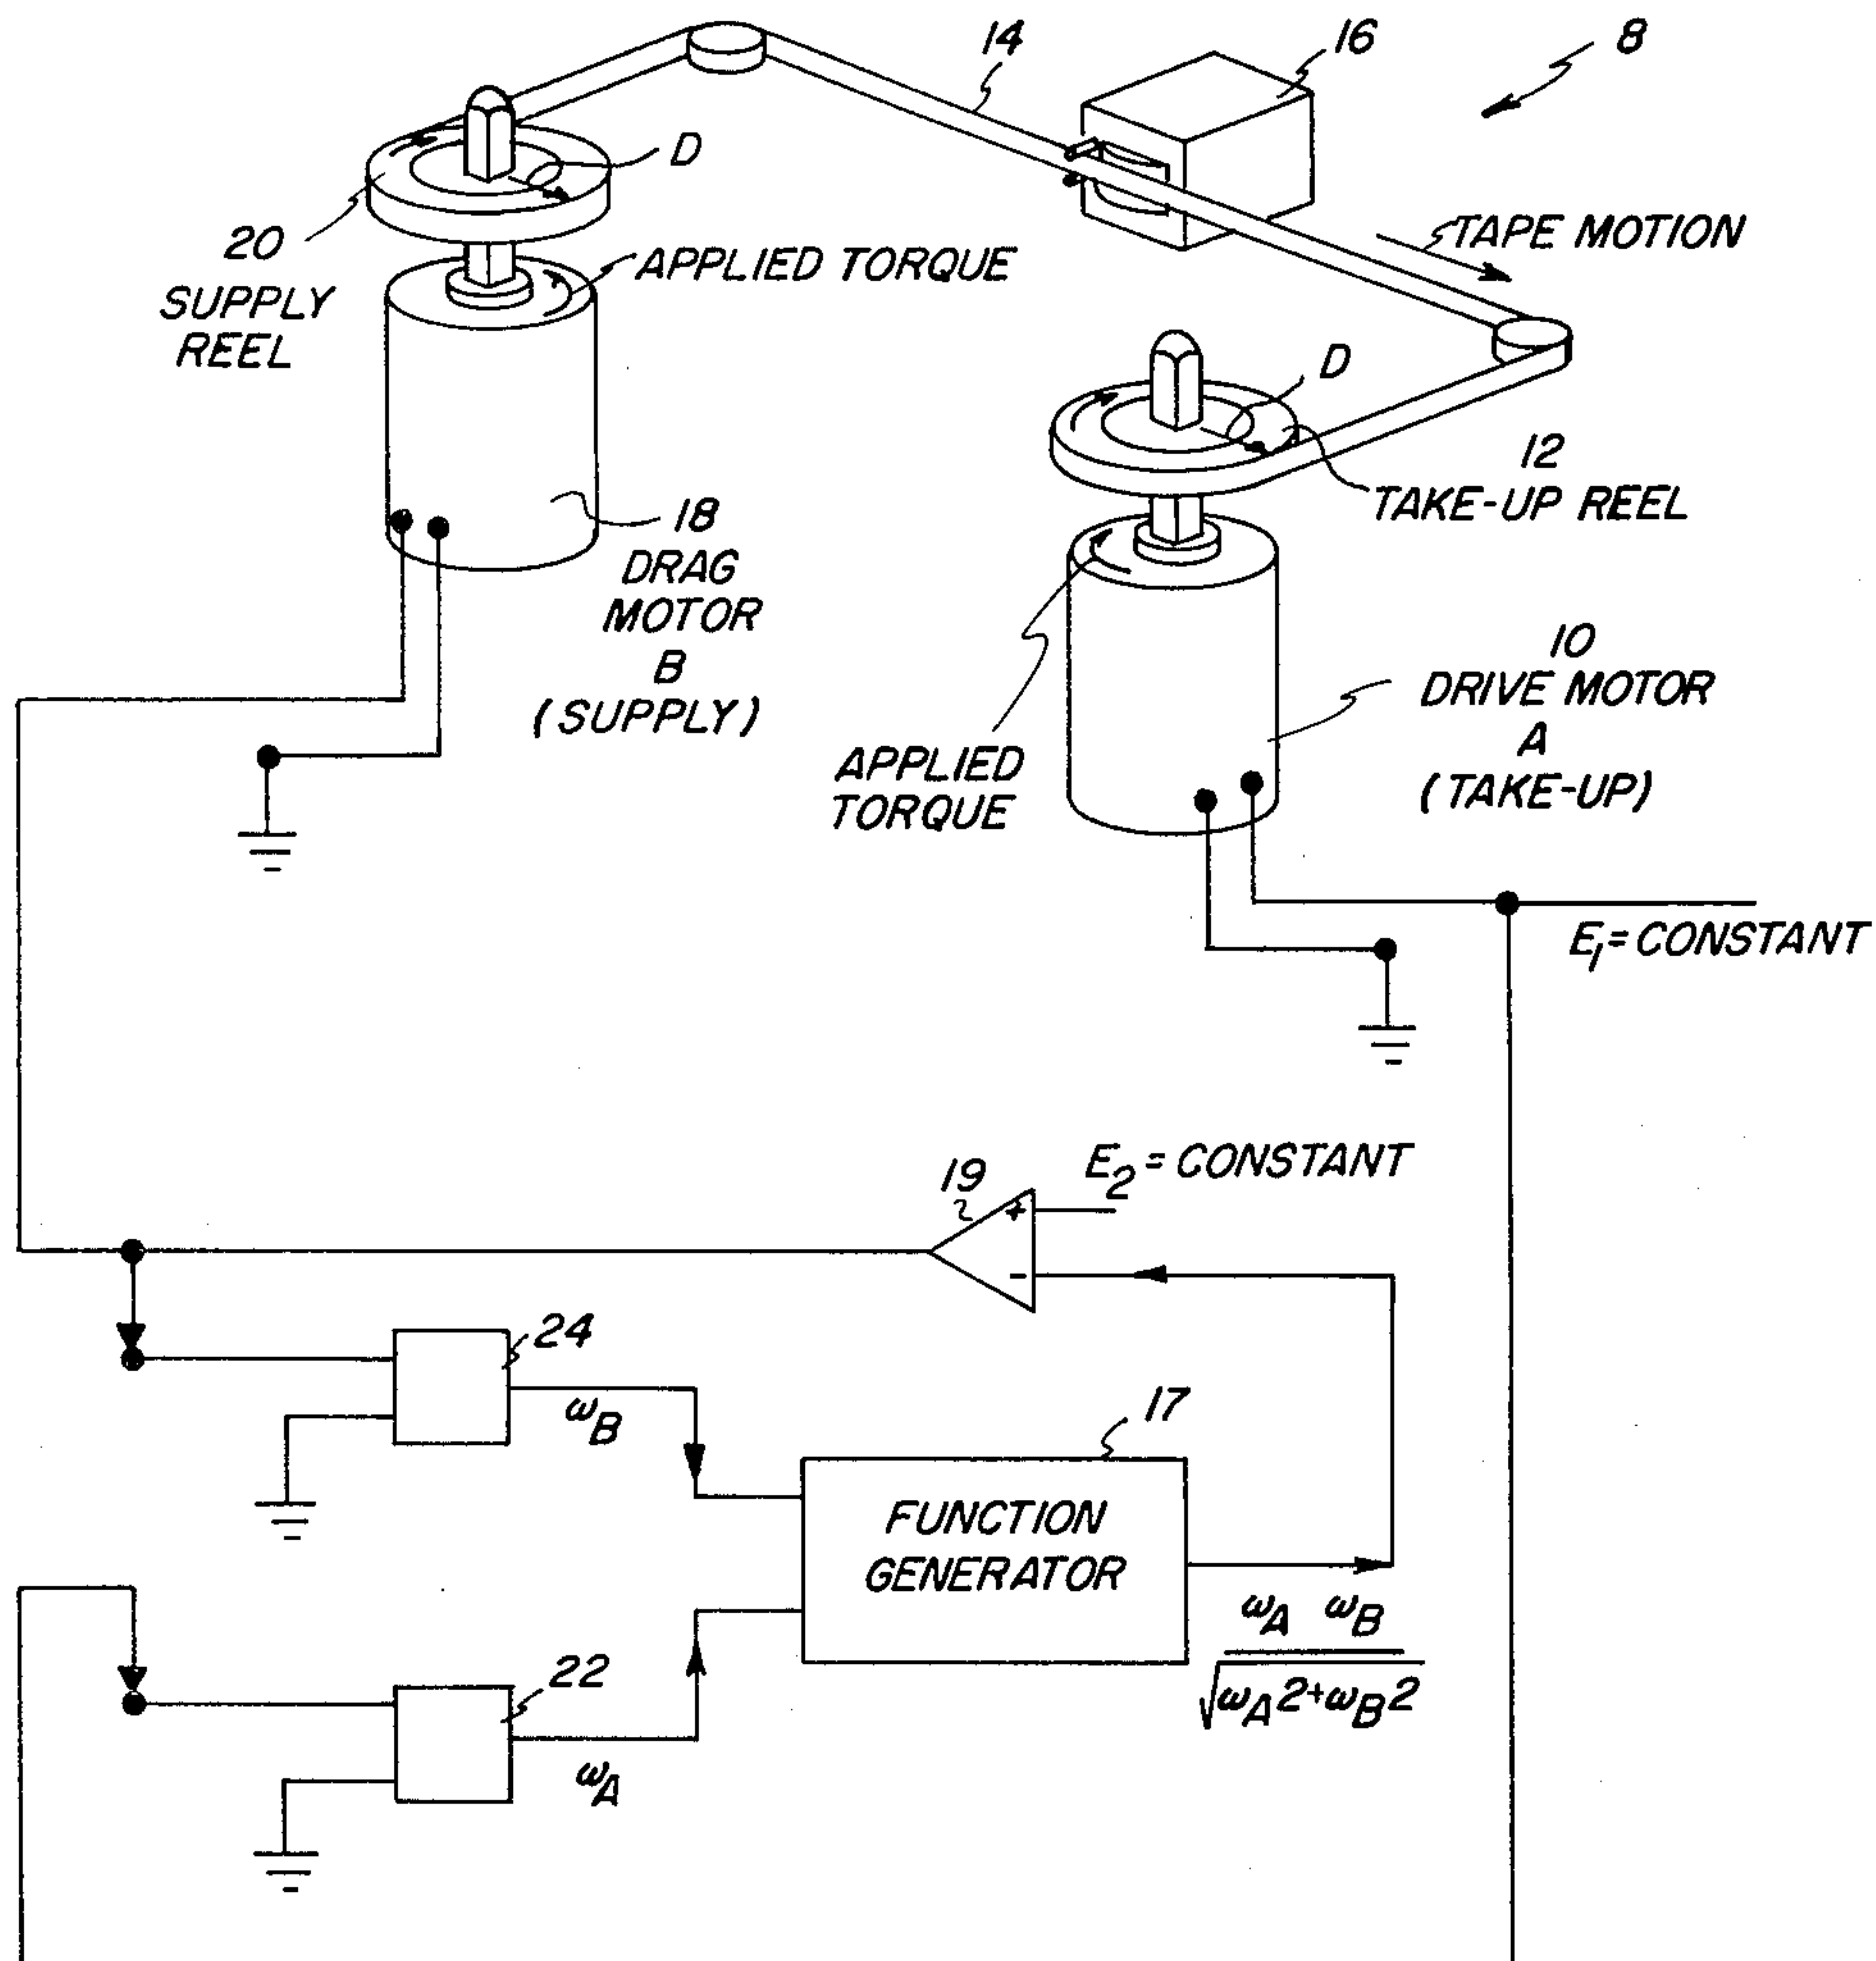 14
16
8
D
20
SUPPLY
REEL
APPLIED TORQUE
TAPE MOTION
D
12
TAKE-UP REEL
18
DRAG
MOTOR
B
(SUPPLY)
10
DRIVE MOTOR
A
(TAKE-UP)
APPLIED
TORQUE
E1 = CONSTANT
19
E2 = CONSTANT
+
-
24
ωB
17
FUNCTION
GENERATOR
ωA ωB
√ωA2+ωB2
22
ωA